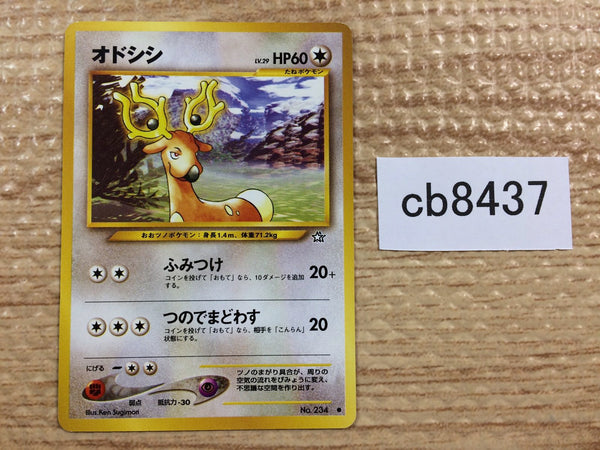 オドシシ LV.29 HP60
たねポケモン
おおツノポケモン：身長1.4m、体重71.2kg
ふみつけ 20+
コインを投げて「おもて」なら、10ダメージを追加
する。
つのでまどわす 20
コインを投げて「おもて」なら、相手を「こんらん」
状態にする。
にげる
弱点 抵抗力 -30
ツノのまがり具合が、周りの
空気の流れをびみょうに変え、
不思議な空間を作り出す。
Illus. Ken Sugimori
No. 234
cb8437